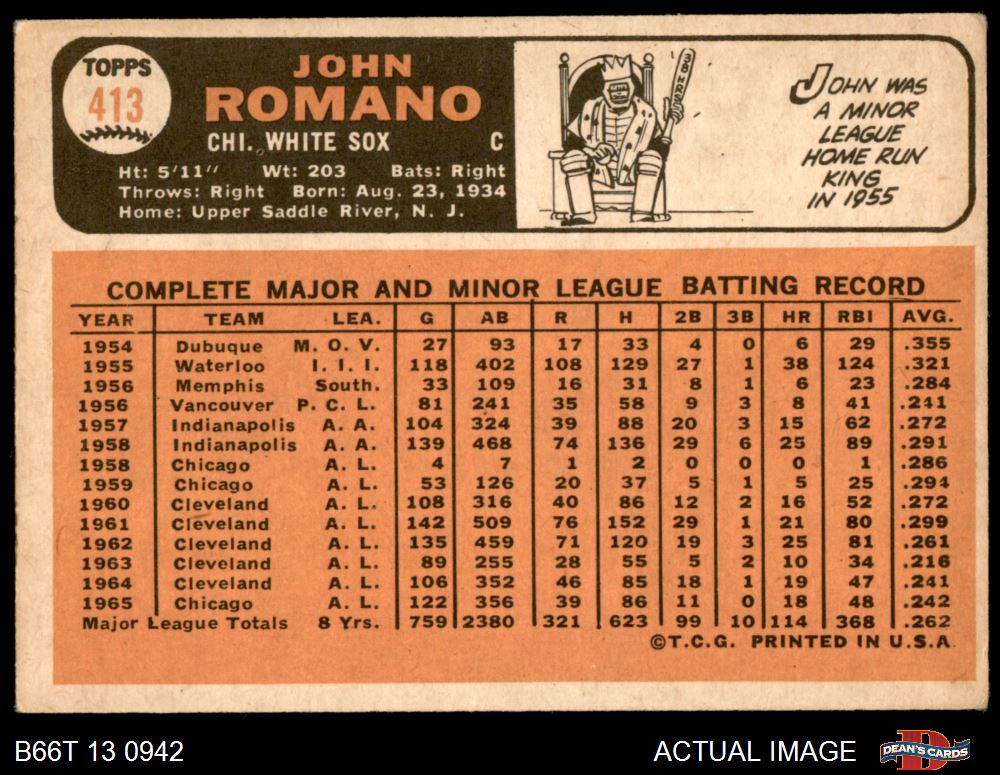 TOPPS
413
JOHN
ROMANO
CHI. WHITE SOX C
Ht: 5'11" Wt: 203 Bats: Right
Throws: Right Born: Aug. 23, 1934
Home: Upper Saddle River, N. J.
38 HRS
JOHN WAS
A MINOR
LEAGUE
HOME RUN
KING
IN 1955
COMPLETE MAJOR AND MINOR LEAGUE BATTING RECORD
YEAR TEAM LEA. G AB R H 2B 3B HR RBI AVG.
1954 Dubuque M. O. V. 27 93 17 33 4 0 6 29 .355
1955 Waterloo I. I. I. 118 402 108 129 27 1 38 124 .321
1956 Memphis South. 33 109 16 31 8 1 6 23 .284
1956 Vancouver P. C. L. 81 241 35 58 9 3 8 41 .241
1957 Indianapolis A. A. 104 324 39 88 20 3 15 62 .272
1958 Indianapolis A. A. 139 468 74 136 29 6 25 89 .291
1958 Chicago A. L. 4 7 1 2 0 0 0 1 .286
1959 Chicago A. L. 53 126 20 37 5 1 5 25 .294
1960 Cleveland A. L. 108 316 40 86 12 2 16 52 .272
1961 Cleveland A. L. 142 509 76 152 29 1 21 80 .299
1962 Cleveland A. L. 135 459 71 120 19 3 25 81 .261
1963 Cleveland A. L. 89 255 28 55 5 2 10 34 .216
1964 Cleveland A. L. 106 352 46 85 18 1 19 47 .241
1965 Chicago A. L. 122 356 39 86 11 0 18 48 .242
Major League Totals 8 Yrs. 759 2380 321 623 99 10 114 368 .262
©T.C.G. PRINTED IN U.S.A.
B66T 13 0942
ACTUAL IMAGE
DEAN'S CARDS